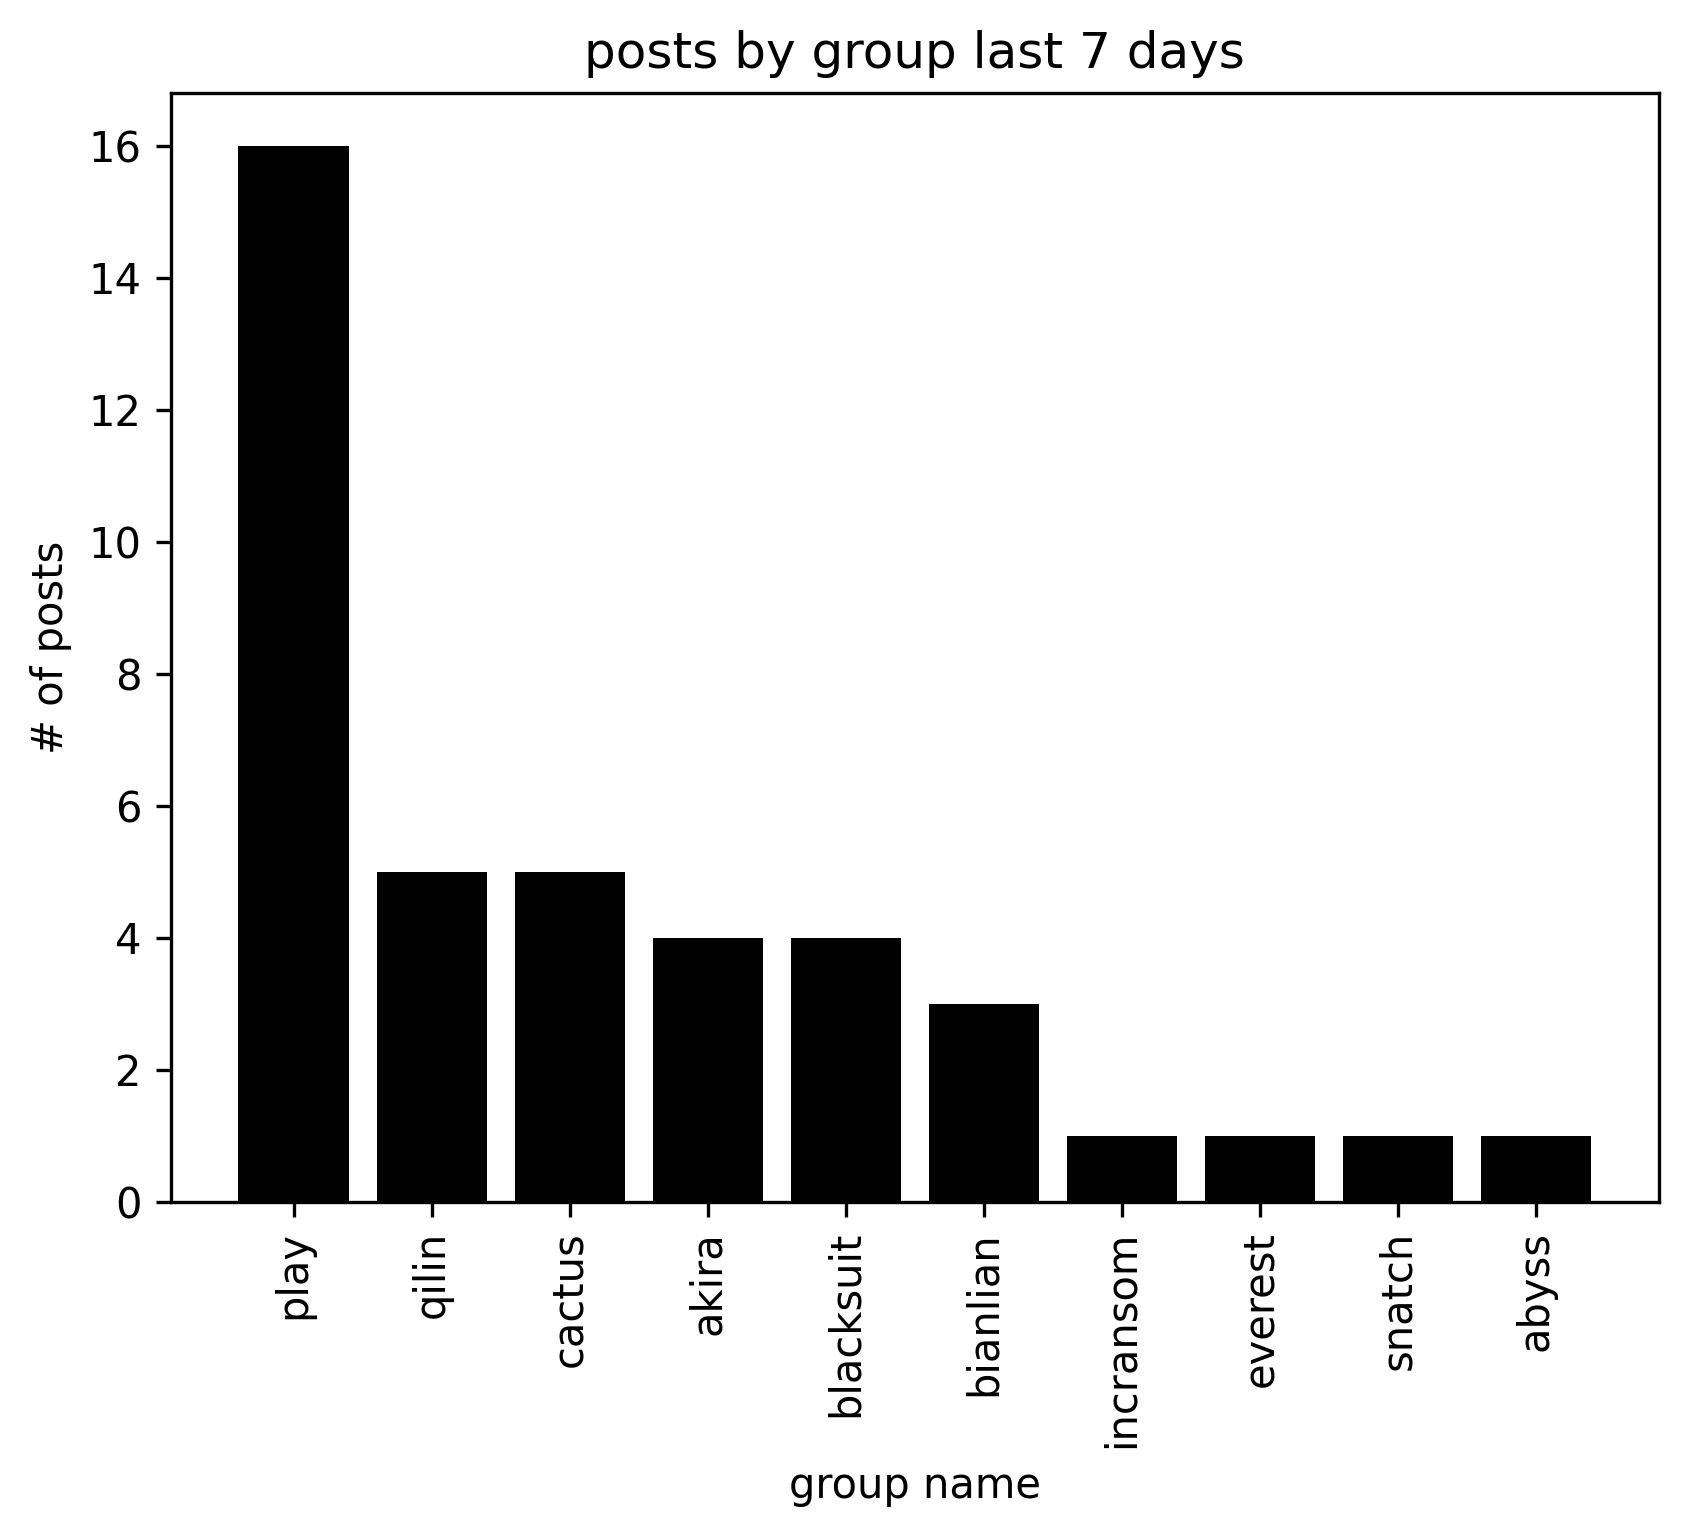 posts by group last 7 days
16
14
12
10
8
6
4
2
0
# of posts
play
qilin
cactus
akira
blacksuit
bianlian
incransom
everest
snatch
abyss
group name